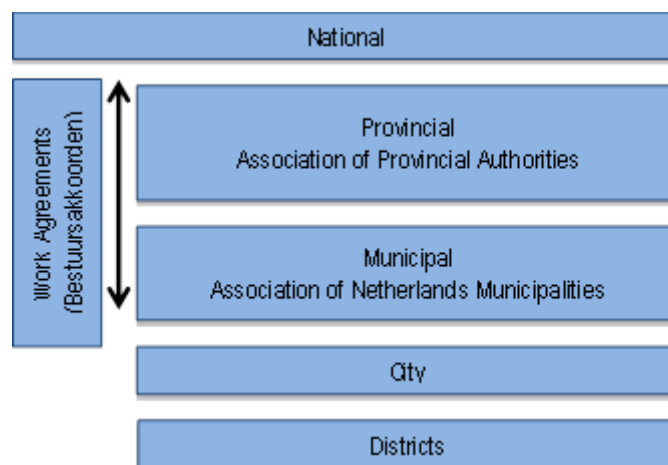 National
Work Agreements
(Bestuursakkoorden)
Provincial
Association of Provincial Authorities
Municipal
Association of Netherlands Municipalities
City
Districts